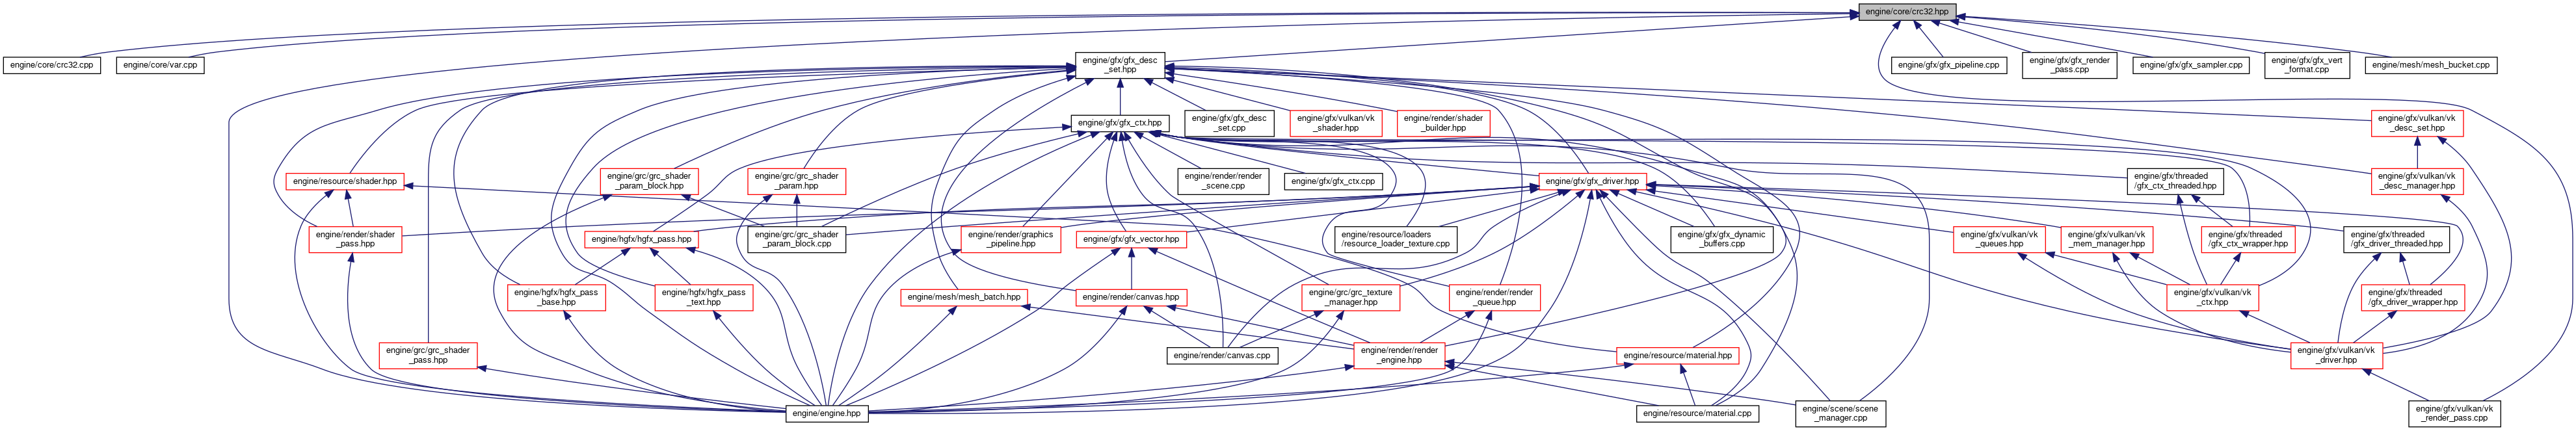 engine/core/crc32.hpp
engine/core/crc32.cpp
engine/core/var.cpp
engine/gfx/gfx_desc
_set.hpp
engine/gfx/gfx_pipeline.cpp
engine/gfx/gfx_render
_pass.cpp
engine/gfx/gfx_sampler.cpp
engine/gfx/gfx_vert
_format.cpp
engine/mesh/mesh_bucket.cpp
engine/gfx/gfx_ctx.hpp
engine/gfx/gfx_desc
_set.cpp
engine/gfx/vulkan/vk
_shader.hpp
engine/render/shader
_builder.hpp
engine/gfx/vulkan/vk
_desc_set.hpp
engine/resource/shader.hpp
engine/grc/grc_shader
_param_block.hpp
engine/grc/grc_shader
_param.hpp
engine/render/render
_scene.cpp
engine/gfx/gfx_ctx.cpp
engine/gfx/gfx_driver.hpp
engine/gfx/threaded
/gfx_ctx_threaded.hpp
engine/gfx/vulkan/vk
_desc_manager.hpp
engine/render/shader
_pass.hpp
engine/hgfx/hgfx_pass.hpp
engine/grc/grc_shader
_param_block.cpp
engine/render/graphics
_pipeline.hpp
engine/gfx/gfx_vector.hpp
engine/resource/loaders
/resource_loader_texture.cpp
engine/gfx/gfx_dynamic
_buffers.cpp
engine/gfx/vulkan/vk
_queues.hpp
engine/gfx/vulkan/vk
_mem_manager.hpp
engine/gfx/threaded
/gfx_ctx_wrapper.hpp
engine/gfx/threaded
/gfx_driver_threaded.hpp
engine/hgfx/hgfx_pass
_base.hpp
engine/hgfx/hgfx_pass
_text.hpp
engine/mesh/mesh_batch.hpp
engine/render/canvas.hpp
engine/grc/grc_texture
_manager.hpp
engine/render/render
_queue.hpp
engine/gfx/vulkan/vk
_ctx.hpp
engine/gfx/threaded
/gfx_driver_wrapper.hpp
engine/grc/grc_shader
_pass.hpp
engine/render/canvas.cpp
engine/render/render
_engine.hpp
engine/resource/material.hpp
engine/gfx/vulkan/vk
_driver.hpp
engine/engine.hpp
engine/resource/material.cpp
engine/scene/scene
_manager.cpp
engine/gfx/vulkan/vk
_render_pass.cpp